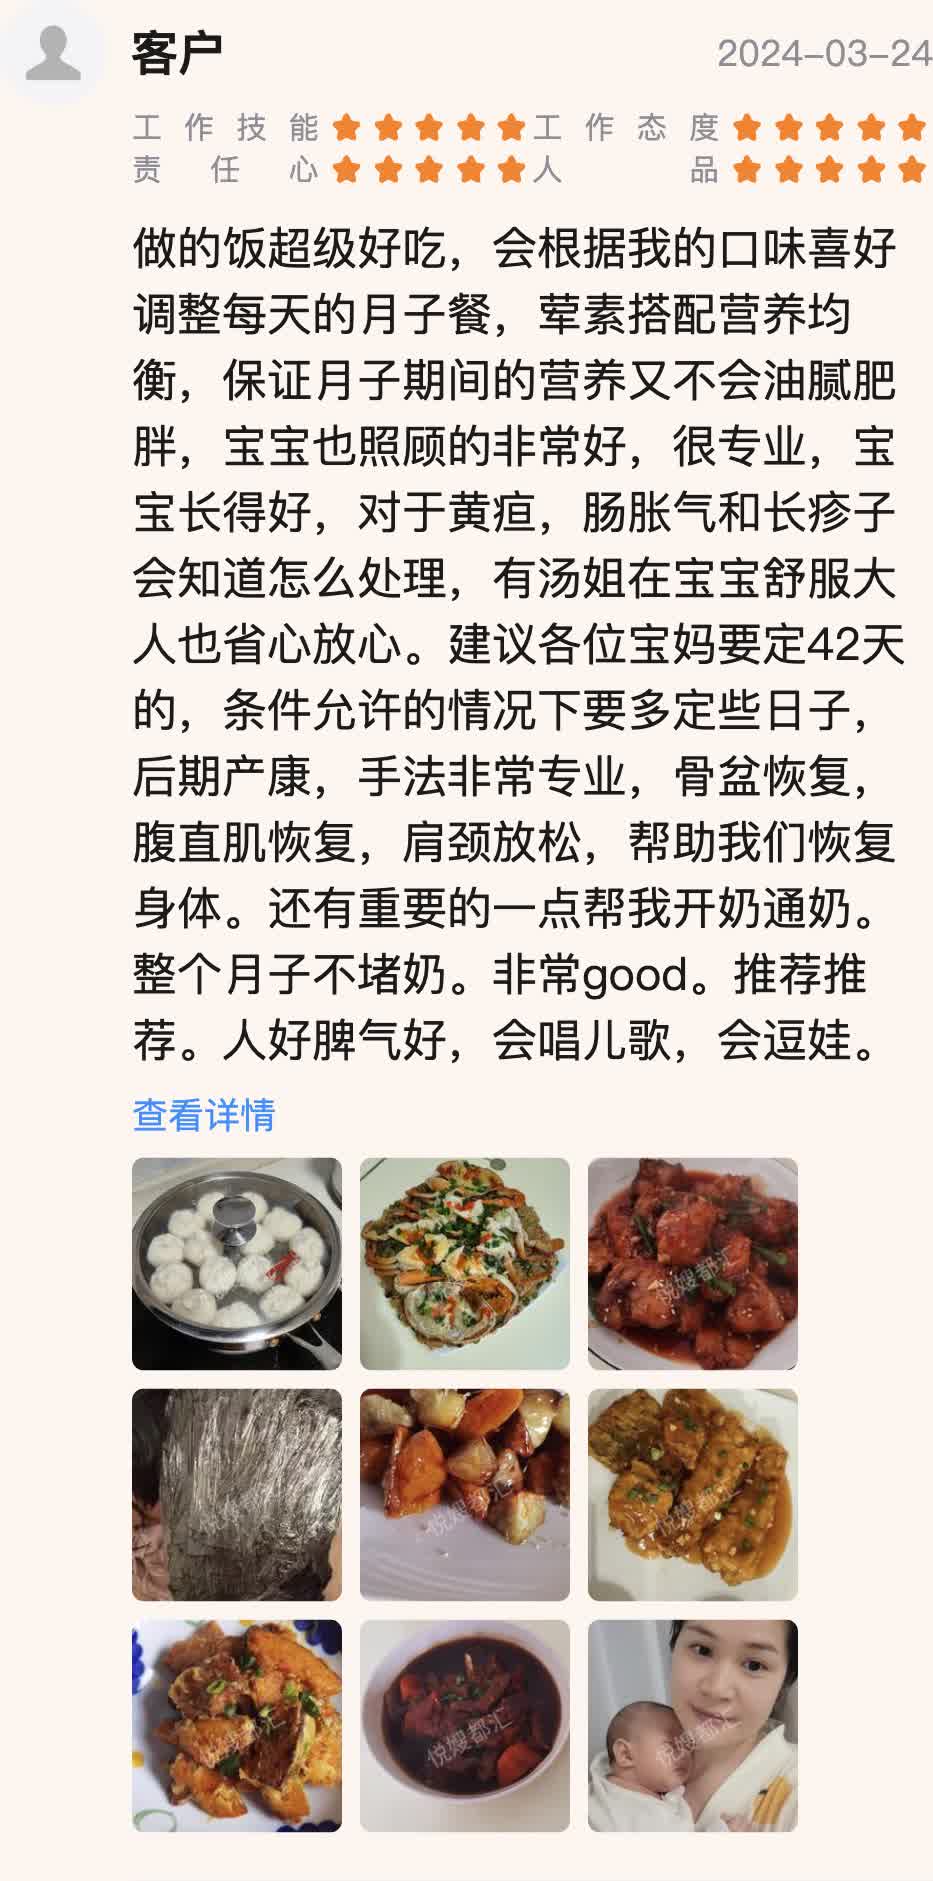 客户
2024-03-24
工作技能 工作态度
责任心 人品
做的饭超级好吃，会根据我的口味喜好
调整每天的月子餐，荤素搭配营养均
衡，保证月子期间的营养又不会油腻肥
胖，宝宝也照顾的非常好，很专业，宝
宝长得好，对于黄疸，肠胀气和长疹子
会知道怎么处理，有汤姐在宝宝舒服大
人也省心放心。建议各位宝妈要定42天
的，条件允许的情况下要多定些日子，
后期产康，手法非常专业，骨盆恢复，
腹直肌恢复，肩颈放松，帮助我们恢复
身体。还有重要的一点帮我开奶通奶。
整个月子不堵奶。非常good。推荐推
荐。人好脾气好，会唱儿歌，会逗娃。
查看详情
悦嫂都汇
悦嫂都汇
悦嫂都汇
悦嫂都汇
悦嫂都汇
悦嫂都汇